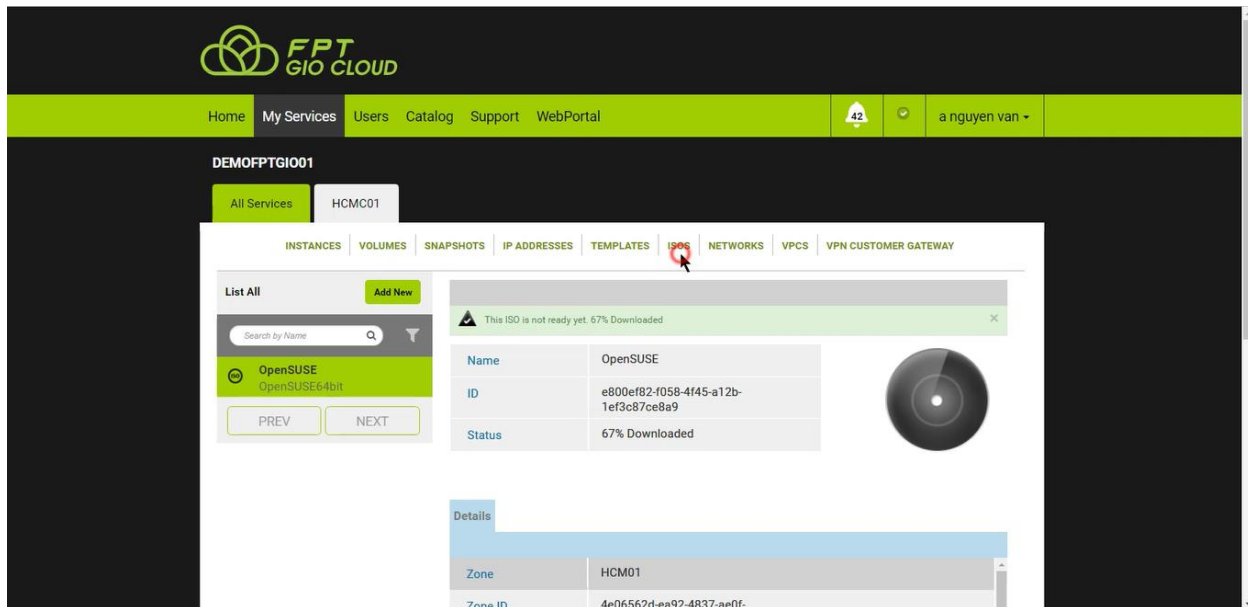 FPT
GIO CLOUD
Home My Services Users Catalog Support WebPortal 42 a nguyen van
DEMOFPTGIO01
All Services HCMC01
INSTANCES VOLUMES SNAPSHOTS IP ADDRESSES TEMPLATES ISOS NETWORKS VPCS VPN CUSTOMER GATEWAY
List All Add New
This ISO is not ready yet. 67% Downloaded
Search by Name
Name OpenSUSE
ISO OpenSUSE
OpenSUSE64bit
ID e800ef82-f058-4f45-a12b-
1ef3c87ce8a9
PREV NEXT
Status 67% Downloaded
Details
Zone HCM01
Zone ID 4e06562d-ea92-4837-ae0f-